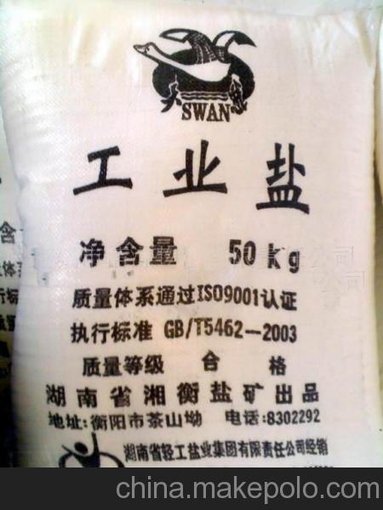 SWAN
工业盐
净含量 50kg
质量体系通过ISO9001认证
执行标准 GB/T5462—2003
质量等级 合格
湖南省湘衡盐矿出品
地址:衡阳市茶山坳 电话:8302292
湖南省轻工盐业集团有限责任公司经销
china.makepolo.com